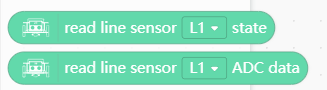 read line sensor L1 state
read line sensor L1 ADC data